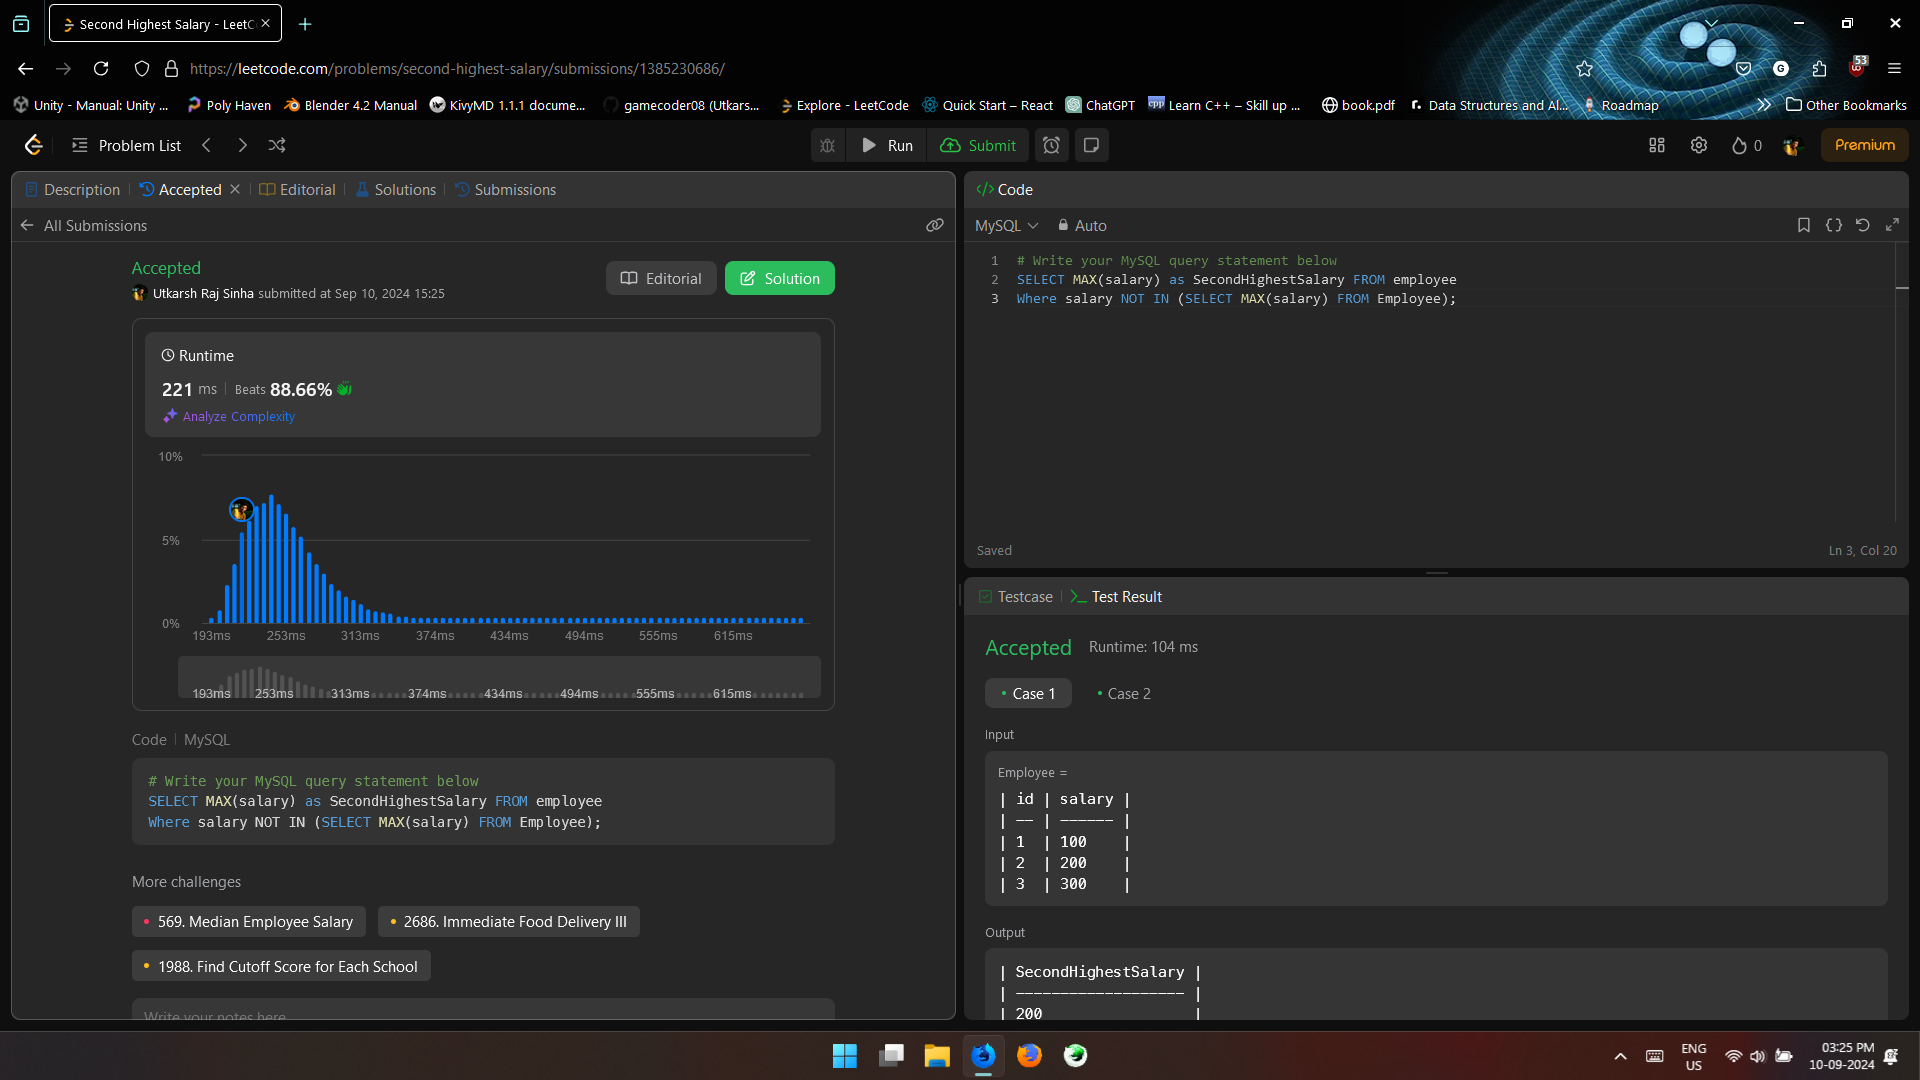 Second Highest Salary - LeetC
https://leetcode.com/problems/second-highest-salary/submissions/1385230686/
53
Unity - Manual: Unity ...
Poly Haven
Blender 4.2 Manual
KivyMD 1.1.1 docume...
gamecoder08 (Utkars...
Explore - LeetCode
Quick Start – React
ChatGPT
Learn C++ – Skill up ...
book.pdf
Data Structures and Al...
Roadmap
Other Bookmarks
Problem List
Run
Submit
0
Premium
Description
Accepted
Editorial
Solutions
Submissions
All Submissions
Accepted
Utkarsh Raj Sinha submitted at Sep 10, 2024 15:25
Editorial
Solution
Runtime
221 ms | Beats 88.66%
Analyze Complexity
10%
5%
0%
193ms 253ms 313ms 374ms 434ms 494ms 555ms 615ms
193ms 253ms 313ms 374ms 434ms 494ms 555ms 615ms
Code | MySQL
# Write your MySQL query statement below
SELECT MAX(salary) as SecondHighestSalary FROM employee
Where salary NOT IN (SELECT MAX(salary) FROM Employee);
More challenges
569. Median Employee Salary
2686. Immediate Food Delivery III
1988. Find Cutoff Score for Each School
Write your notes here
</> Code
MySQL
Auto
1 # Write your MySQL query statement below
2 SELECT MAX(salary) as SecondHighestSalary FROM employee
3 Where salary NOT IN (SELECT MAX(salary) FROM Employee);
Saved
Ln 3, Col 20
Testcase
Test Result
Accepted
Runtime: 104 ms
Case 1
Case 2
Input
Employee =
| id | salary |
| -- | ------ |
| 1 | 100 |
| 2 | 200 |
| 3 | 300 |
Output
| SecondHighestSalary |
| ------------------- |
| 200 |
ENG
US
03:25 PM
10-09-2024